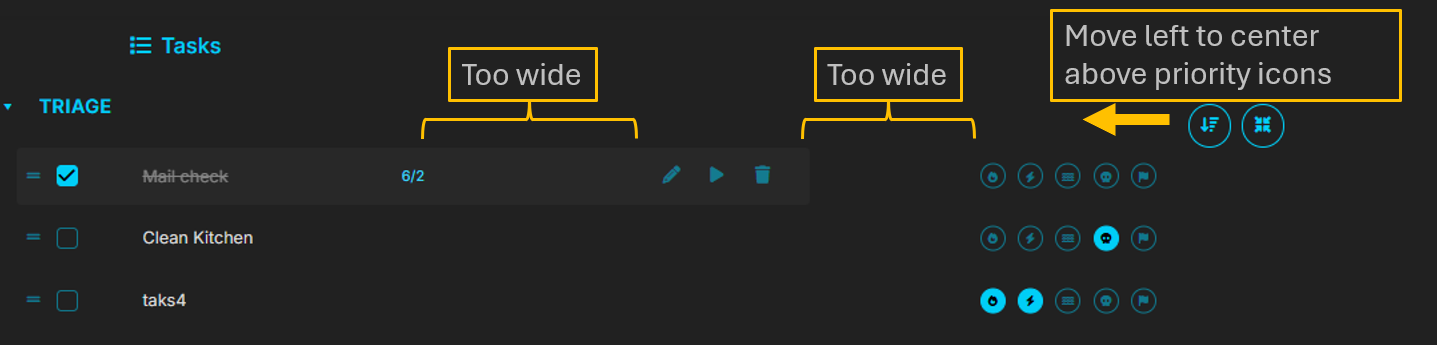 Tasks
Too wide
Too wide
Move left to center
above priority icons
TRIAGE
Mail check 6/2
Clean Kitchen
taks4